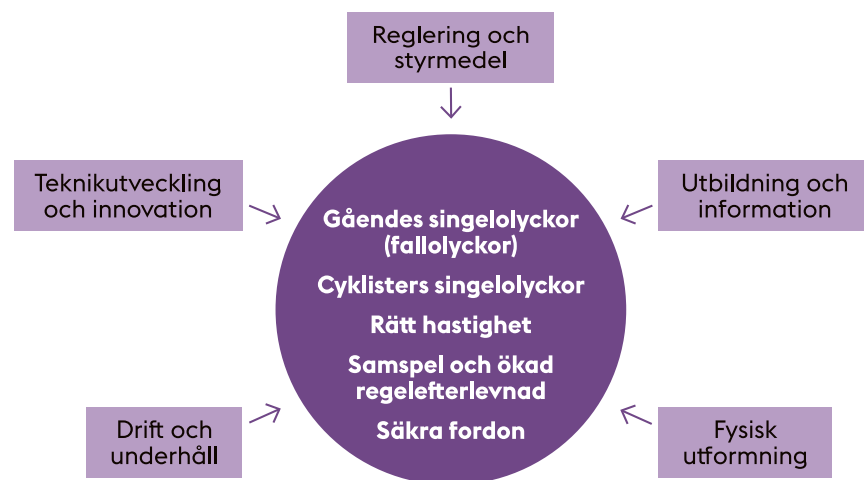 Reglering och
styrmedel
Teknikutveckling
och innovation
Utbildning och
information
Gåendes singelolyckor
(fallolyckor)
Cyklisters singelolyckor
Rätt hastighet
Samspel och ökad
regelefterlevnad
Säkra fordon
Drift och
underhåll
Fysisk
utformning